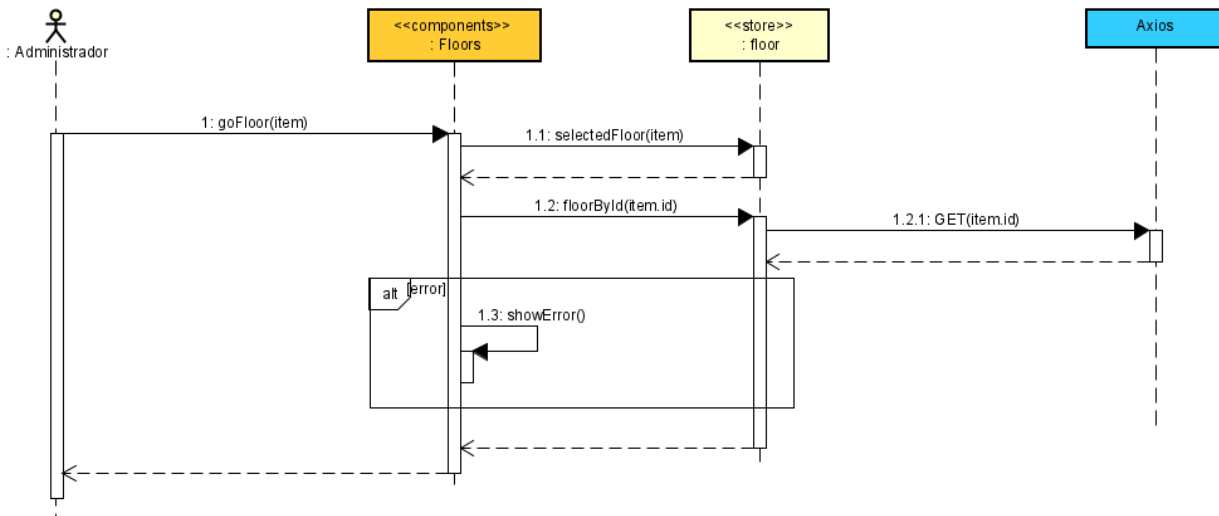 <<components>>
: Floors
<<store>>
: floor
Axios
: Administrador
1: goFloor(item)
1.1: selectedFloor(item)
1.2: floorById(item.id)
1.2.1: GET(item.id)
alt
[error]
1.3: showError()